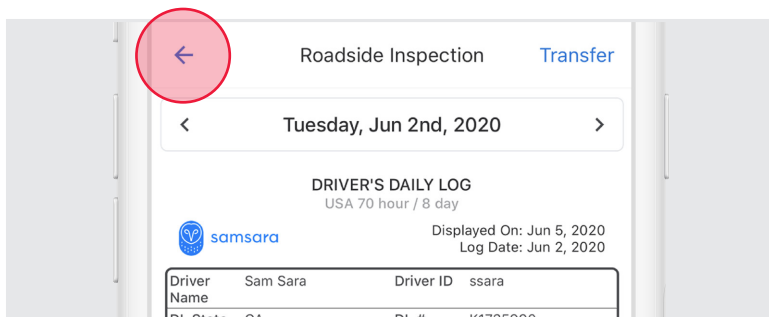 Roadside Inspection Transfer
Tuesday, Jun 2nd, 2020
DRIVER'S DAILY LOG
USA 70 hour / 8 day
samsara
Displayed On: Jun 5, 2020
Log Date: Jun 2, 2020
Driver Name Sam Sara Driver ID ssara